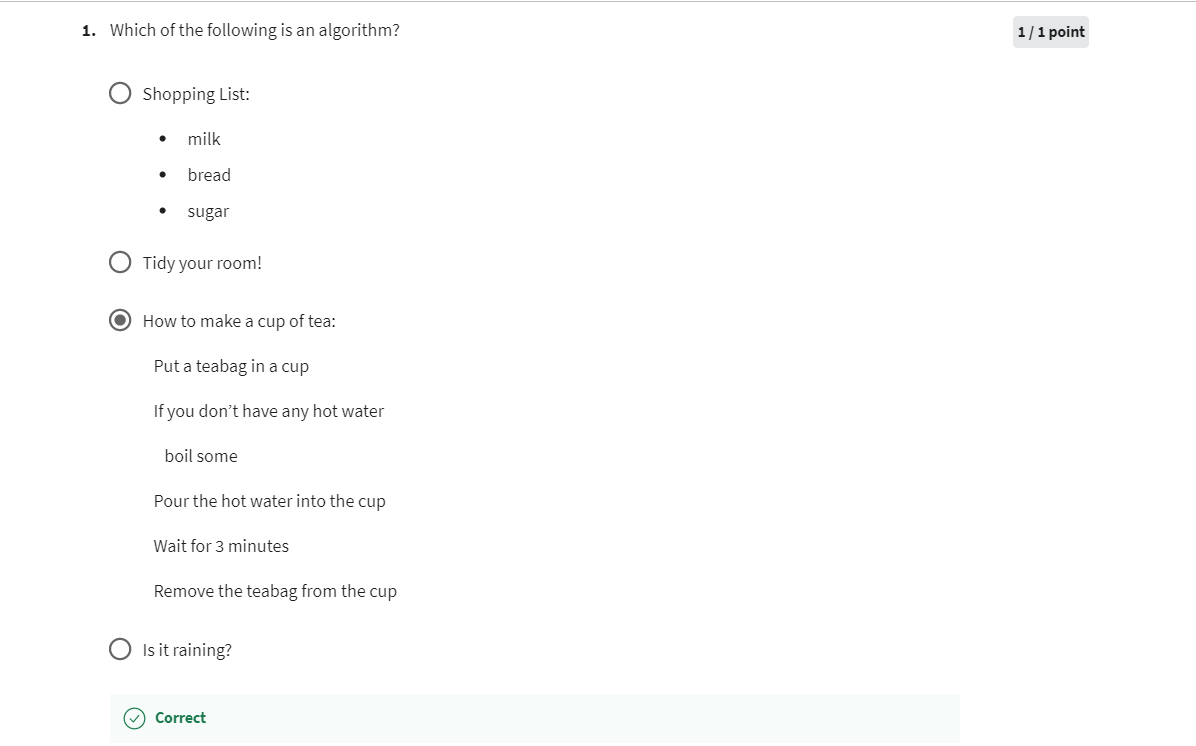 1. Which of the following is an algorithm?
1 / 1 point
Shopping List:
• milk
• bread
• sugar
Tidy your room!
How to make a cup of tea:
Put a teabag in a cup
If you don’t have any hot water
boil some
Pour the hot water into the cup
Wait for 3 minutes
Remove the teabag from the cup
Is it raining?
Correct